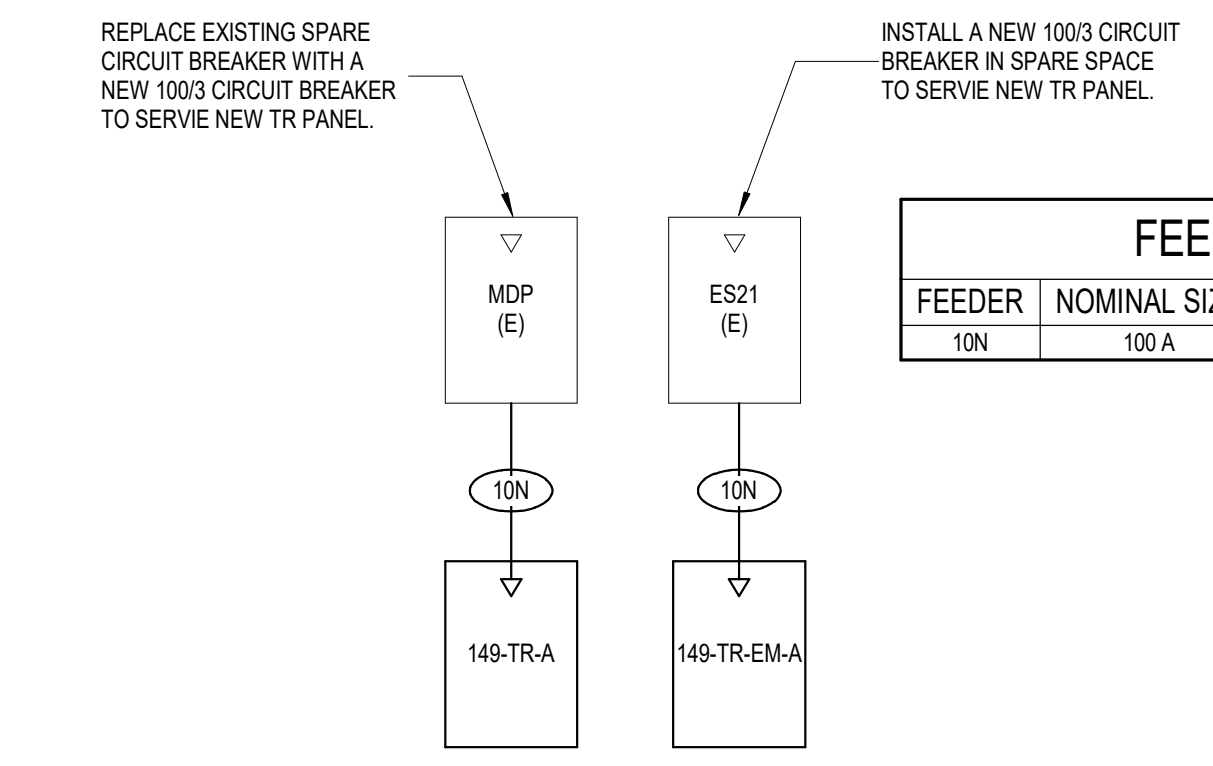 REPLACE EXISTING SPARE
CIRCUIT BREAKER WITH A
NEW 100/3 CIRCUIT BREAKER
TO SERVIE NEW TR PANEL.
INSTALL A NEW 100/3 CIRCUIT
BREAKER IN SPARE SPACE
TO SERVIE NEW TR PANEL.
MDP
(E)
ES21
(E)
FEE
FEEDER NOMINAL SIZ
10N 100 A
10N
10N
149-TR-A
149-TR-EM-A